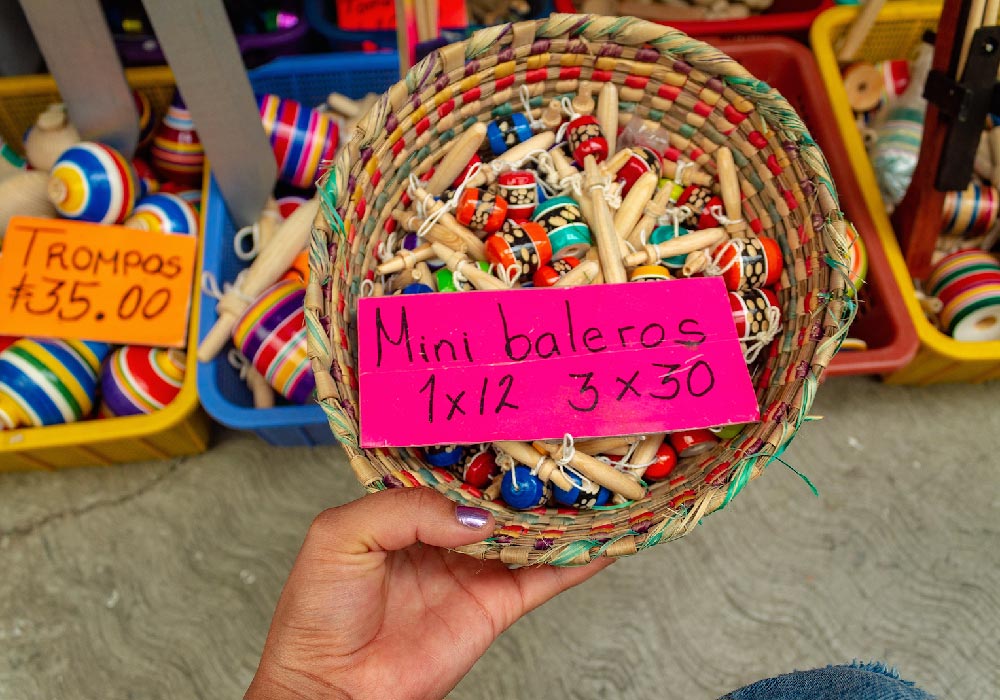 TROMPOS
$35.00
Mini baleros
1x12 3x30